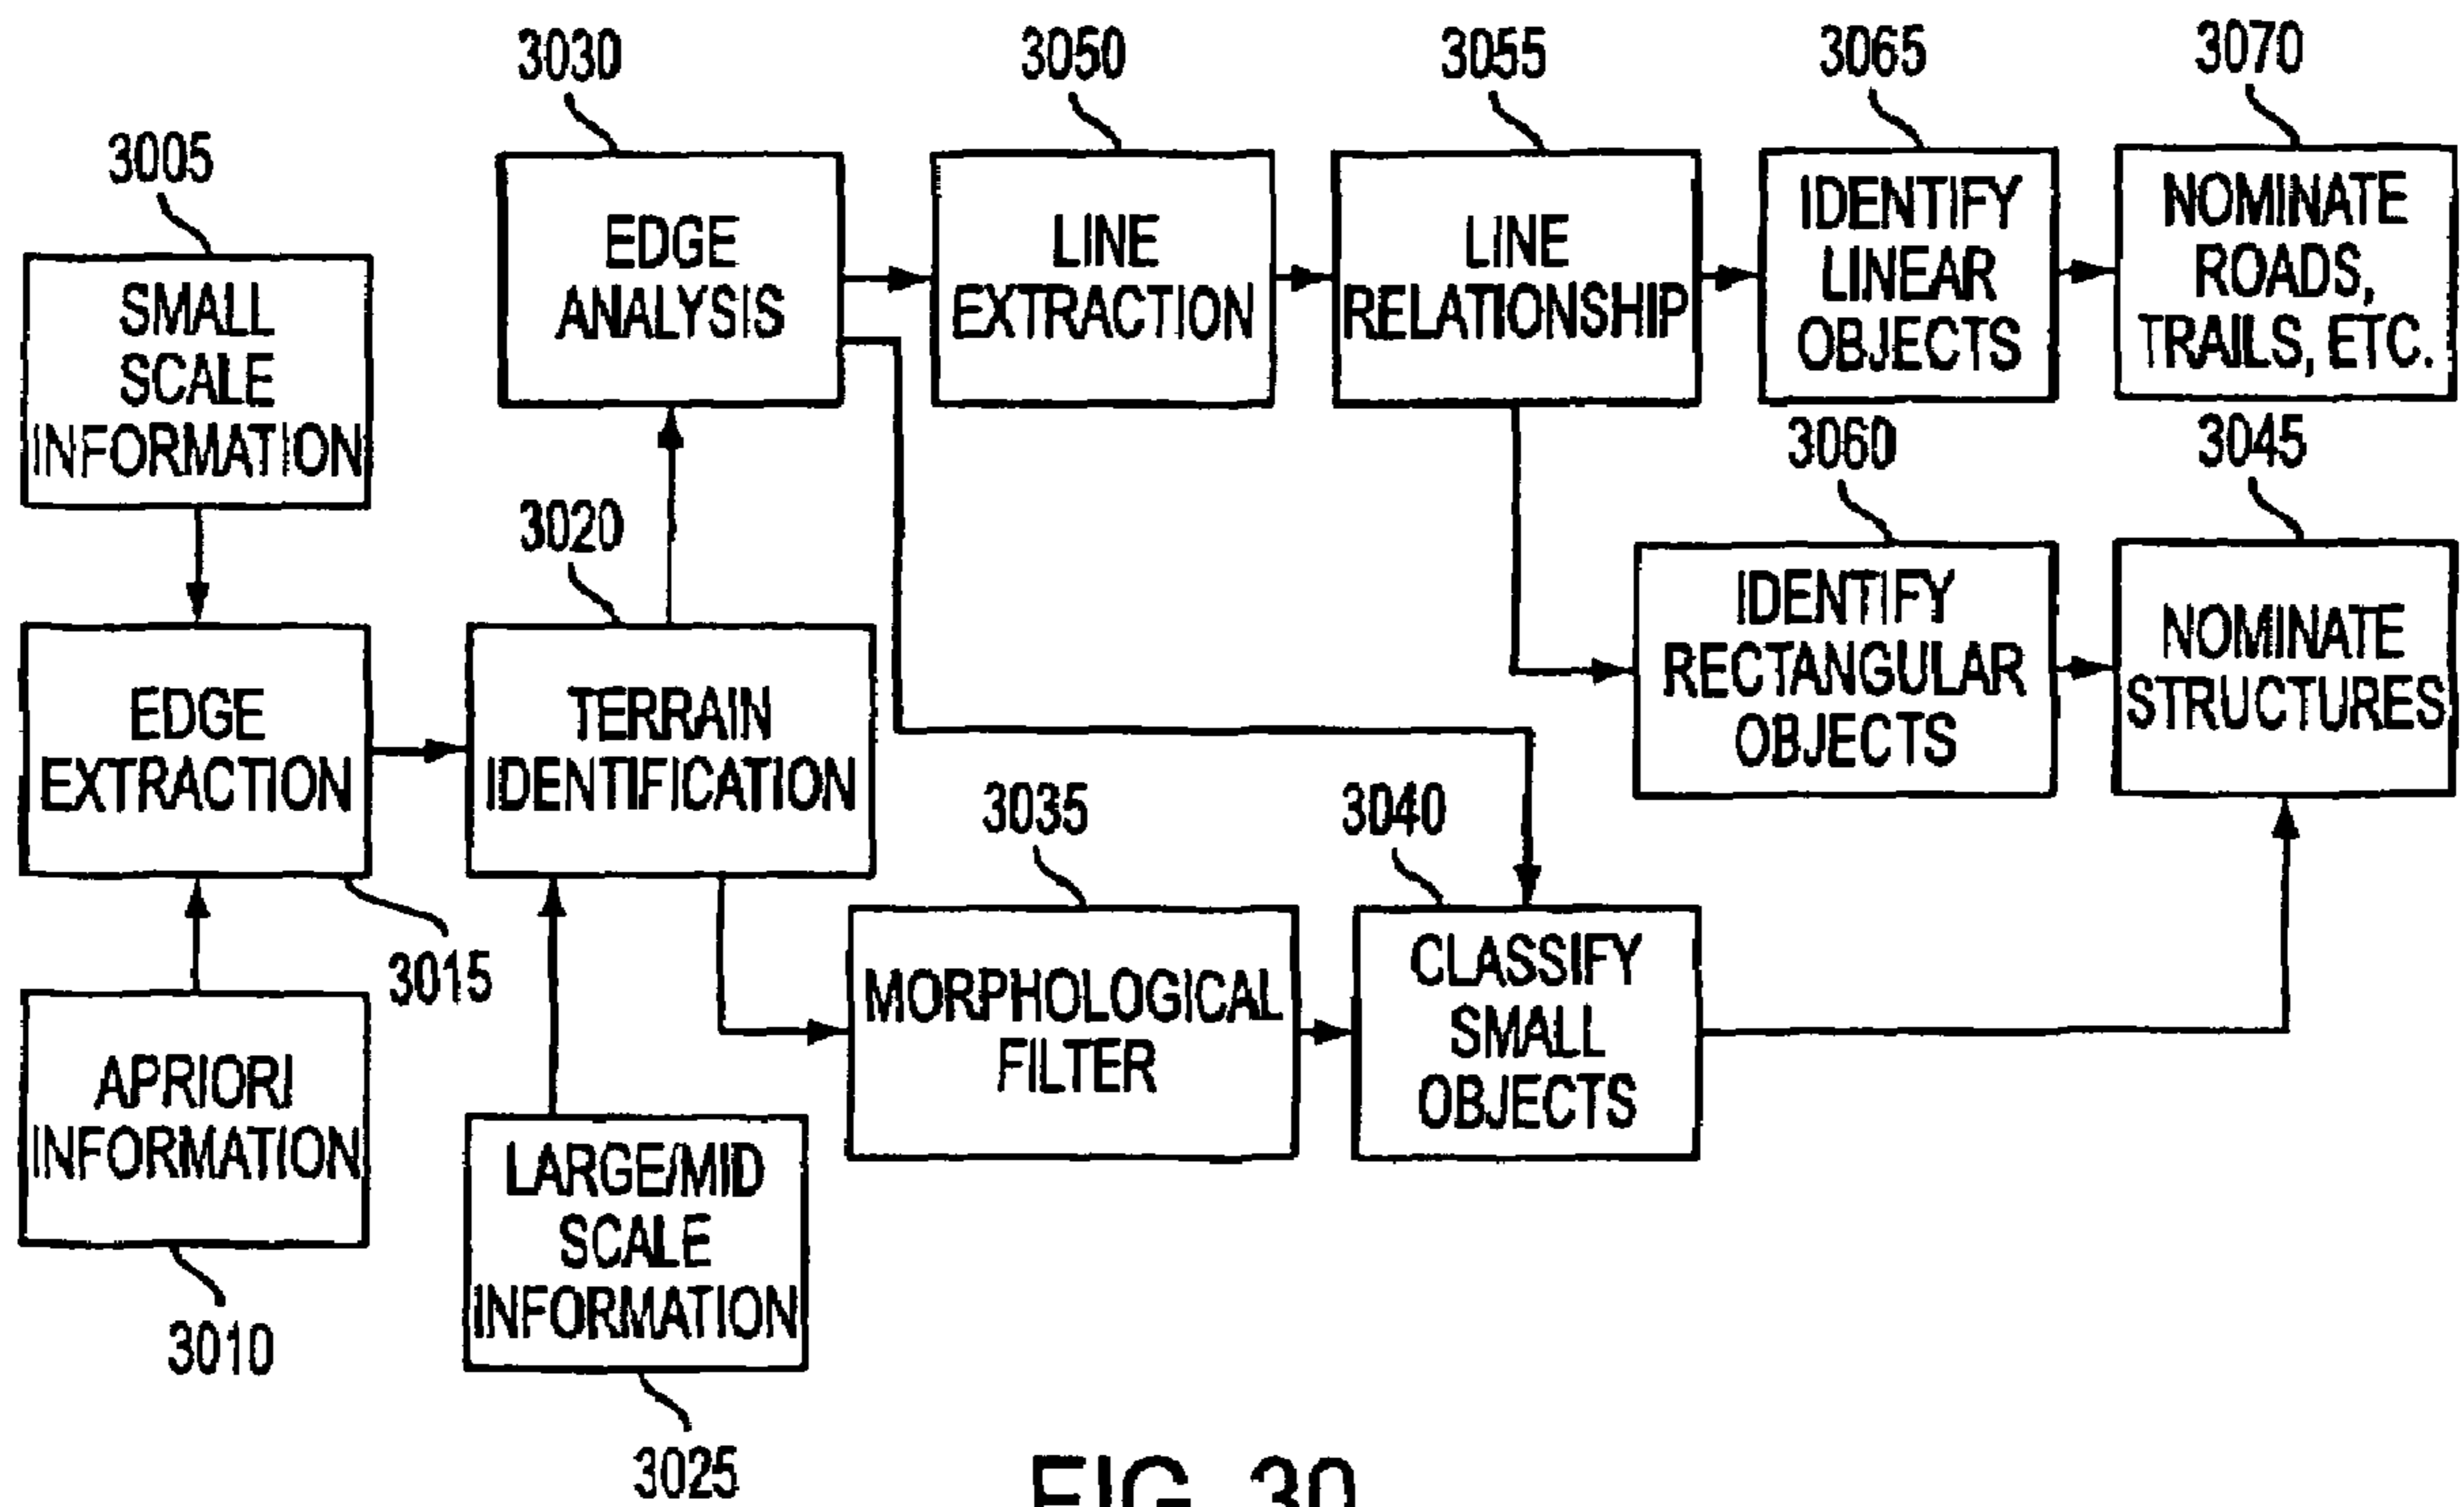 3030
3050
3055
3065
3070
3005
EDGE
ANALYSIS
LINE
EXTRACTION
LINE
RELATIONSHIP
IDENTIFY
LINEAR
OBJECTS
NOMINATE
ROADS,
TRAILS, ETC.
SMALL
SCALE
INFORMATION
3060
3045
3020
IDENTIFY
RECTANGULAR
OBJECTS
NOMINATE
STRUCTURES
EDGE
EXTRACTION
TERRAIN
IDENTIFICATION
3035
3040
3015
MORPHOLOGICAL
FILTER
CLASSIFY
SMALL
OBJECTS
APRIORI
INFORMATION
LARGE/MID
SCALE
INFORMATION
3010
3025
FIG. 30